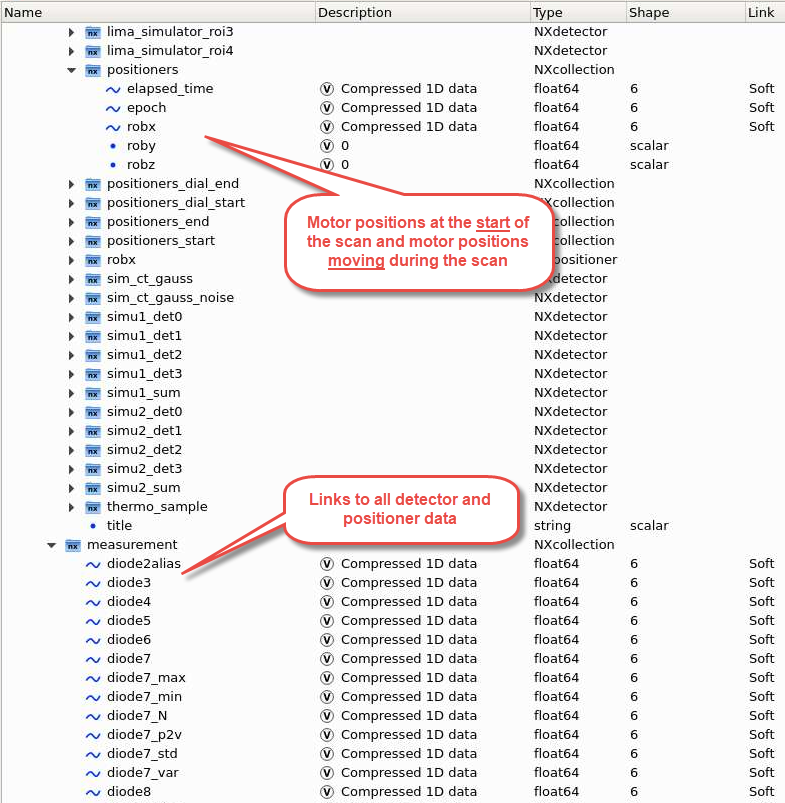 Name Description Type Shape Link
lima_simulator_roi3 NXdetector
lima_simulator_roi4 NXdetector
positioners NXcollection
elapsed_time Compressed 1D data float64 6 Soft
epoch Compressed 1D data float64 6 Soft
robx Compressed 1D data float64 6 Soft
roby 0 float64 scalar
robz 0 float64 scalar
positioners_dial_end NXcollection
positioners_dial_start Xcollection
positioners_end collection
positioners_start collection
robx positioner
Motor positions at the start of
the scan and motor positions
moving during the scan
sim_ct_gauss Xdetector
sim_ct_gauss_noise NXdetector
simu1_det0 NXdetector
simu1_det1 NXdetector
simu1_det2 NXdetector
simu1_det3 NXdetector
simu1_sum NXdetector
simu2_det0 NXdetector
simu2_det1 NXdetector
simu2_det2 NXdetector
simu2_det3 NXdetector
simu2_sum NXdetector
thermo_sample NXdetector
title string scalar
Links to all detector and
positioner data
measurement NXcollection
diode2alias Compressed 1D data float64 6 Soft
diode3 Compressed 1D data float64 6 Soft
diode4 Compressed 1D data float64 6 Soft
diode5 Compressed 1D data float64 6 Soft
diode6 Compressed 1D data float64 6 Soft
diode7 Compressed 1D data float64 6 Soft
diode7_max Compressed 1D data float64 6 Soft
diode7_min Compressed 1D data float64 6 Soft
diode7_N Compressed 1D data float64 6 Soft
diode7_p2v Compressed 1D data float64 6 Soft
diode7_std Compressed 1D data float64 6 Soft
diode7_var Compressed 1D data float64 6 Soft
diode8 Compressed 1D data float64 6 Soft